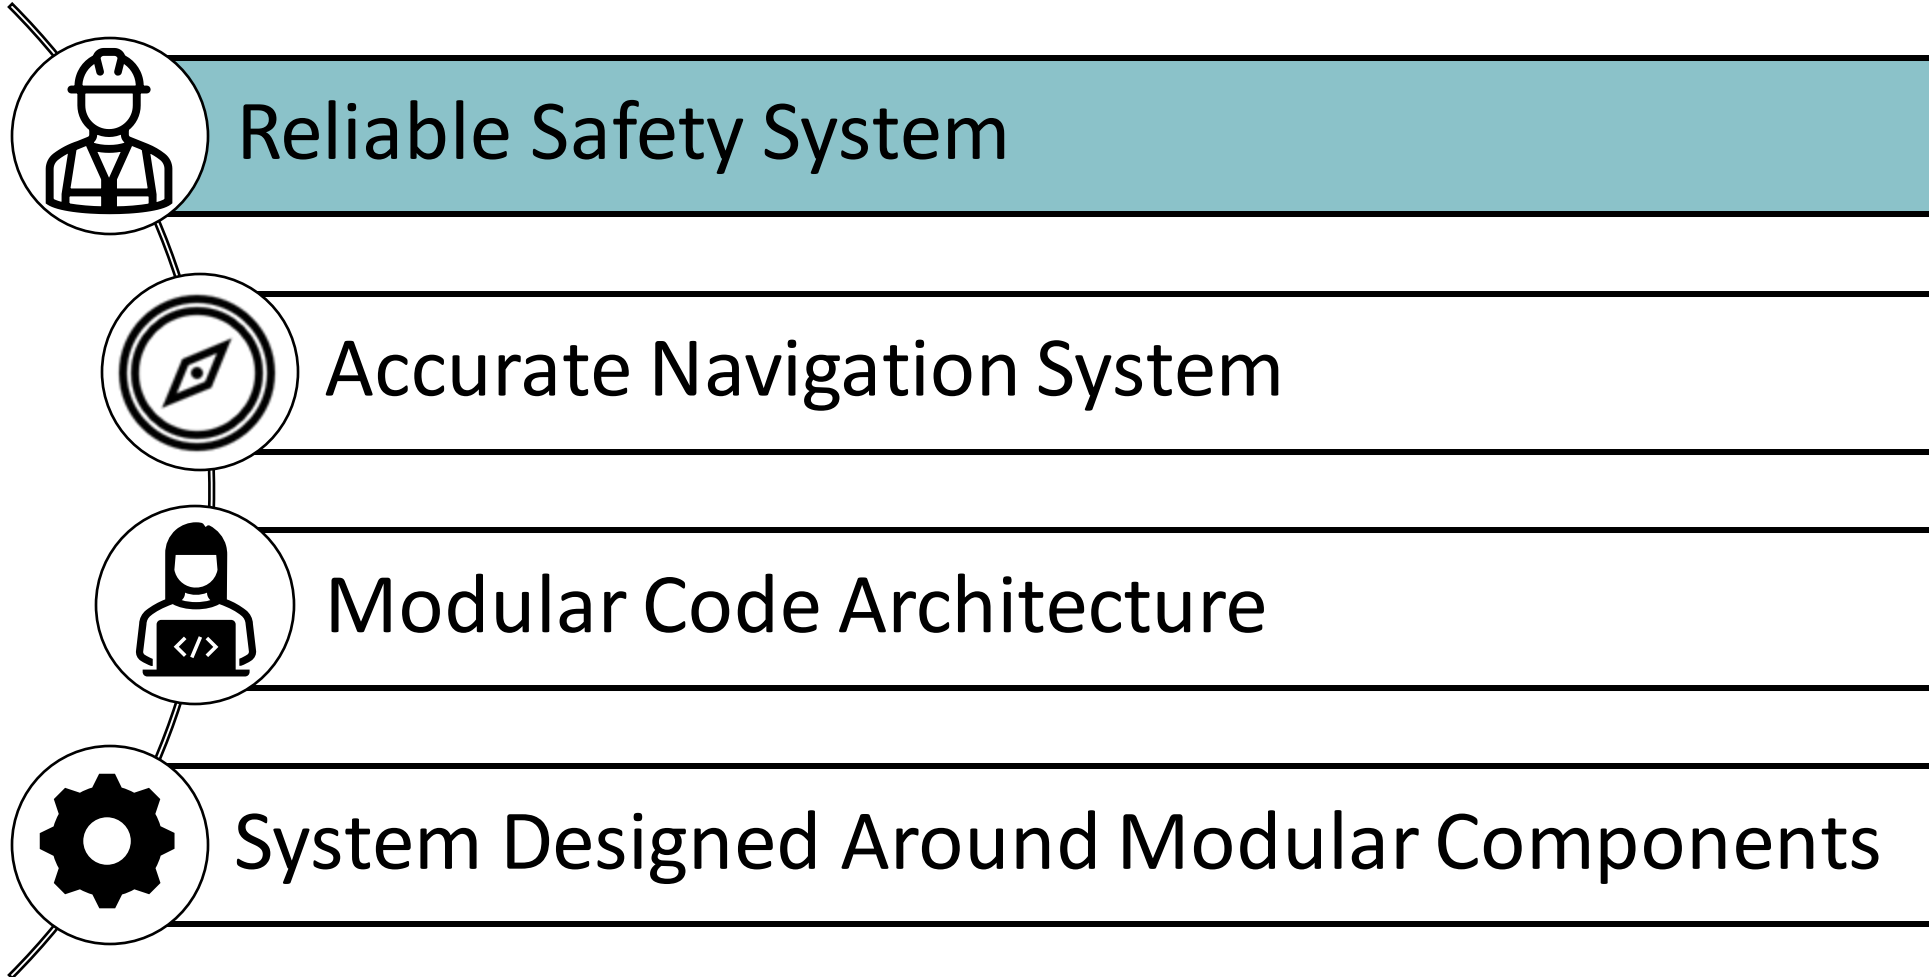 Reliable Safety System
Accurate Navigation System
Modular Code Architecture
</>
System Designed Around Modular Components